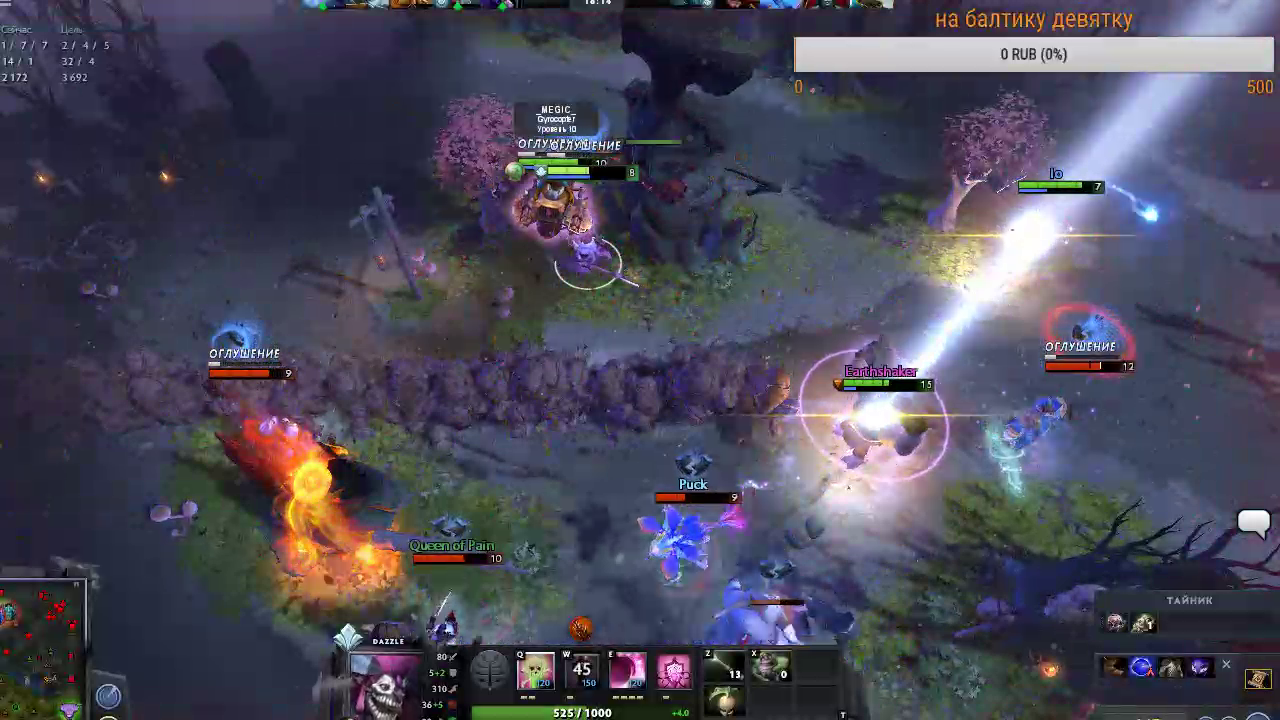 18:14
на балтику девятку
0 RUB (0%)
0
500
Сейчас Цель
1 / 7 / 7 2 / 4 / 5
14 / 1 32 / 4
2 172 3 692
MEGIC
Gyrocopter
Уровень 10
ОГЛУШЕНИЕ
ОГЛУШЕНИЕ
10
8
Io
7
ОГЛУШЕНИЕ
9
ОГЛУШЕНИЕ
12
Earthshaker
15
Puck
9
Queen of Pain
10
ТАЙНИК
DAZZLE
80
5+2
310
36+5
Q
120
W
45
150
E
120
Z
13
X
0
525 / 1000
+4.0
T